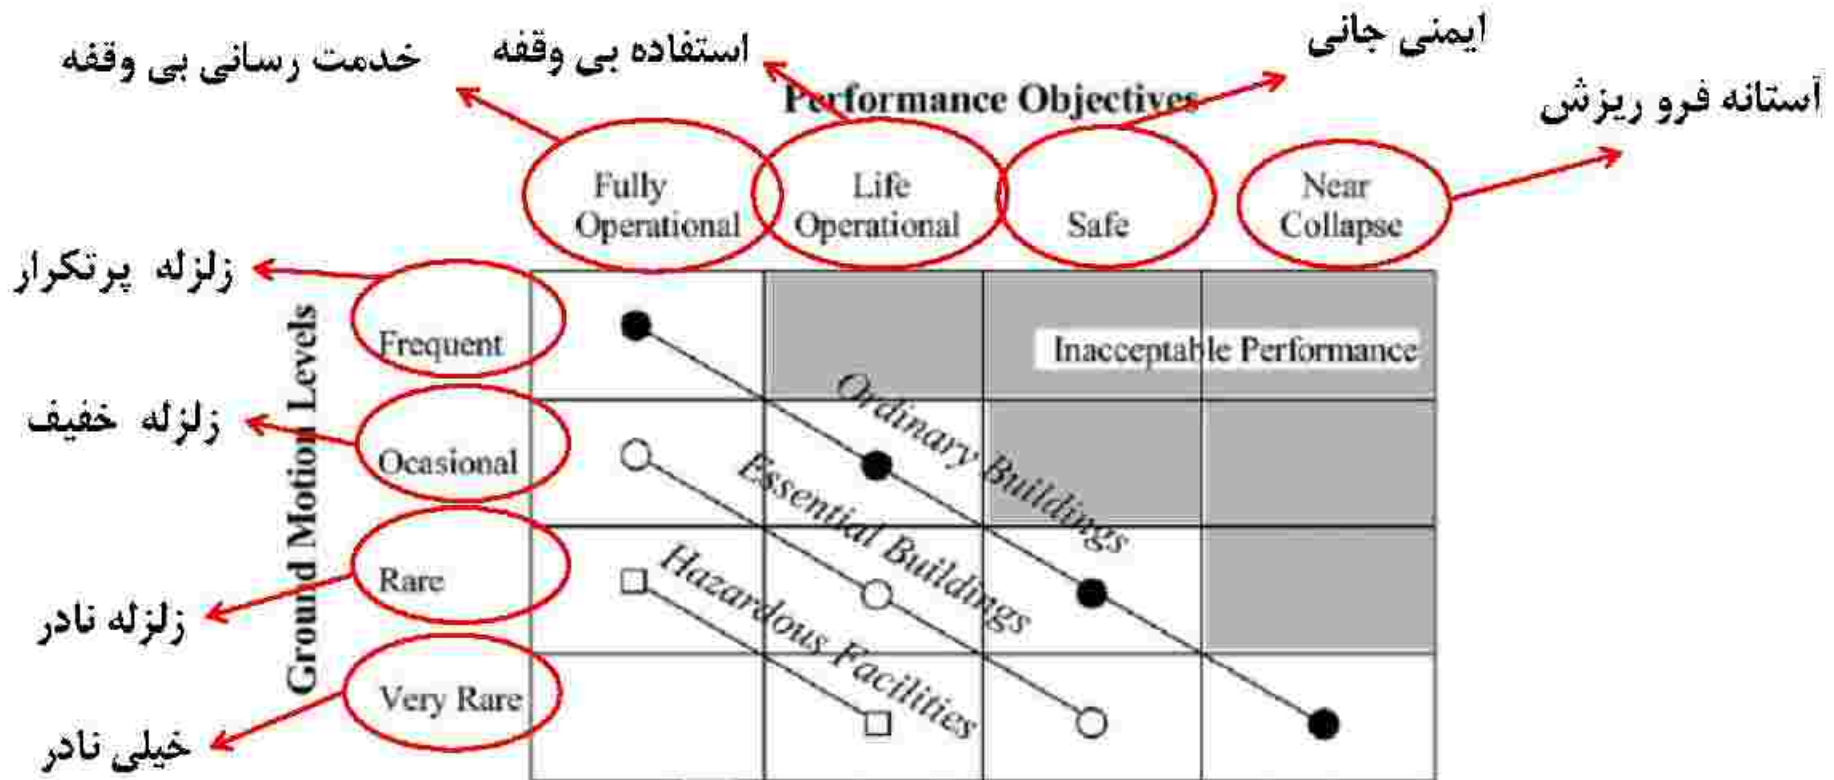 خدمت رسانی بی وقفه
استفاده بی وقفه
ایمنی جانی
آستانه فرو ریزش
Performance Objectives
Fully
Operational
Life
Operational
Safe
Near
Collapse
زلزله پرتکرار
زلزله خفیف
زلزله نادر
خیلی نادر
Ground Motion Levels
Frequent
Ocasional
Rare
Very Rare
Inacceptable Performance
Ordinary Buildings
Essential Buildings
Hazardous Facilities